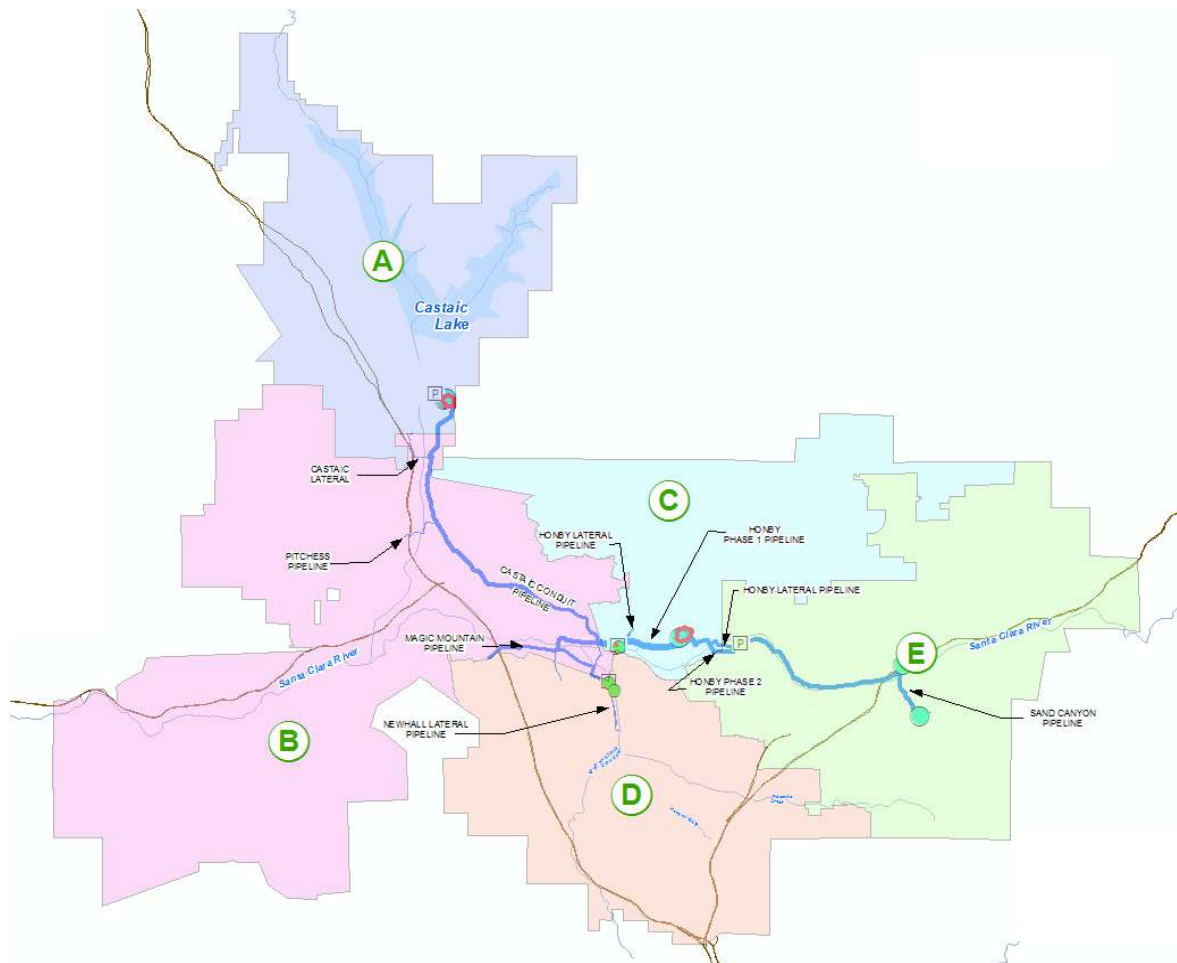 A
Castaic
Lake
P
CASTAIC
LATERAL
C
HONBY LATERAL
PIPELINE
HONBY
PHASE 1 PIPELINE
PITCHESS
PIPELINE
CASTAIC CONDUIT
PIPELINE
HONBY LATERAL PIPELINE
MAGIC MOUNTAIN
PIPELINE
P
Santa Clara River
E
Santa Clara River
HONBY PHASE 2
PIPELINE
SAND CANYON
PIPELINE
NEWHALL LATERAL
PIPELINE
B
D